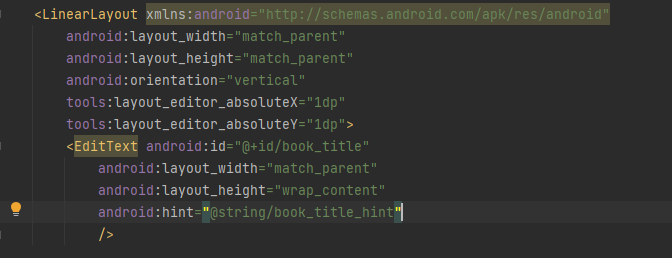 <LinearLayout xmlns:android="http://schemas.android.com/apk/res/android"
    android:layout_width="match_parent"
    android:layout_height="match_parent"
    android:orientation="vertical"
    tools:layout_editor_absoluteX="1dp"
    tools:layout_editor_absoluteY="1dp">
    <EditText android:id="@+id/book_title"
        android:layout_width="match_parent"
        android:layout_height="wrap_content"
        android:hint="@string/book_title_hint"
        />